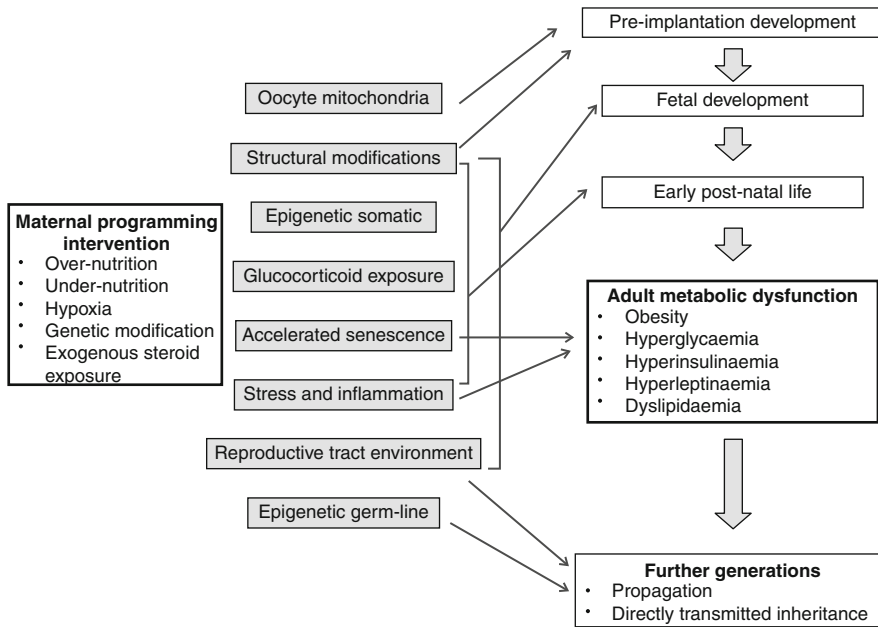 Maternal programming
intervention
• Over-nutrition
• Under-nutrition
• Hypoxia
• Genetic modification
• Exogenous steroid
exposure
Oocyte mitochondria
Structural modifications
Epigenetic somatic
Glucocorticoid exposure
Accelerated senescence
Stress and inflammation
Reproductive tract environment
Epigenetic germ-line
Pre-implantation development
Fetal development
Early post-natal life
Adult metabolic dysfunction
• Obesity
• Hyperglycaemia
• Hyperinsulinaemia
• Hyperleptinaemia
• Dyslipidaemia
Further generations
• Propagation
• Directly transmitted inheritance